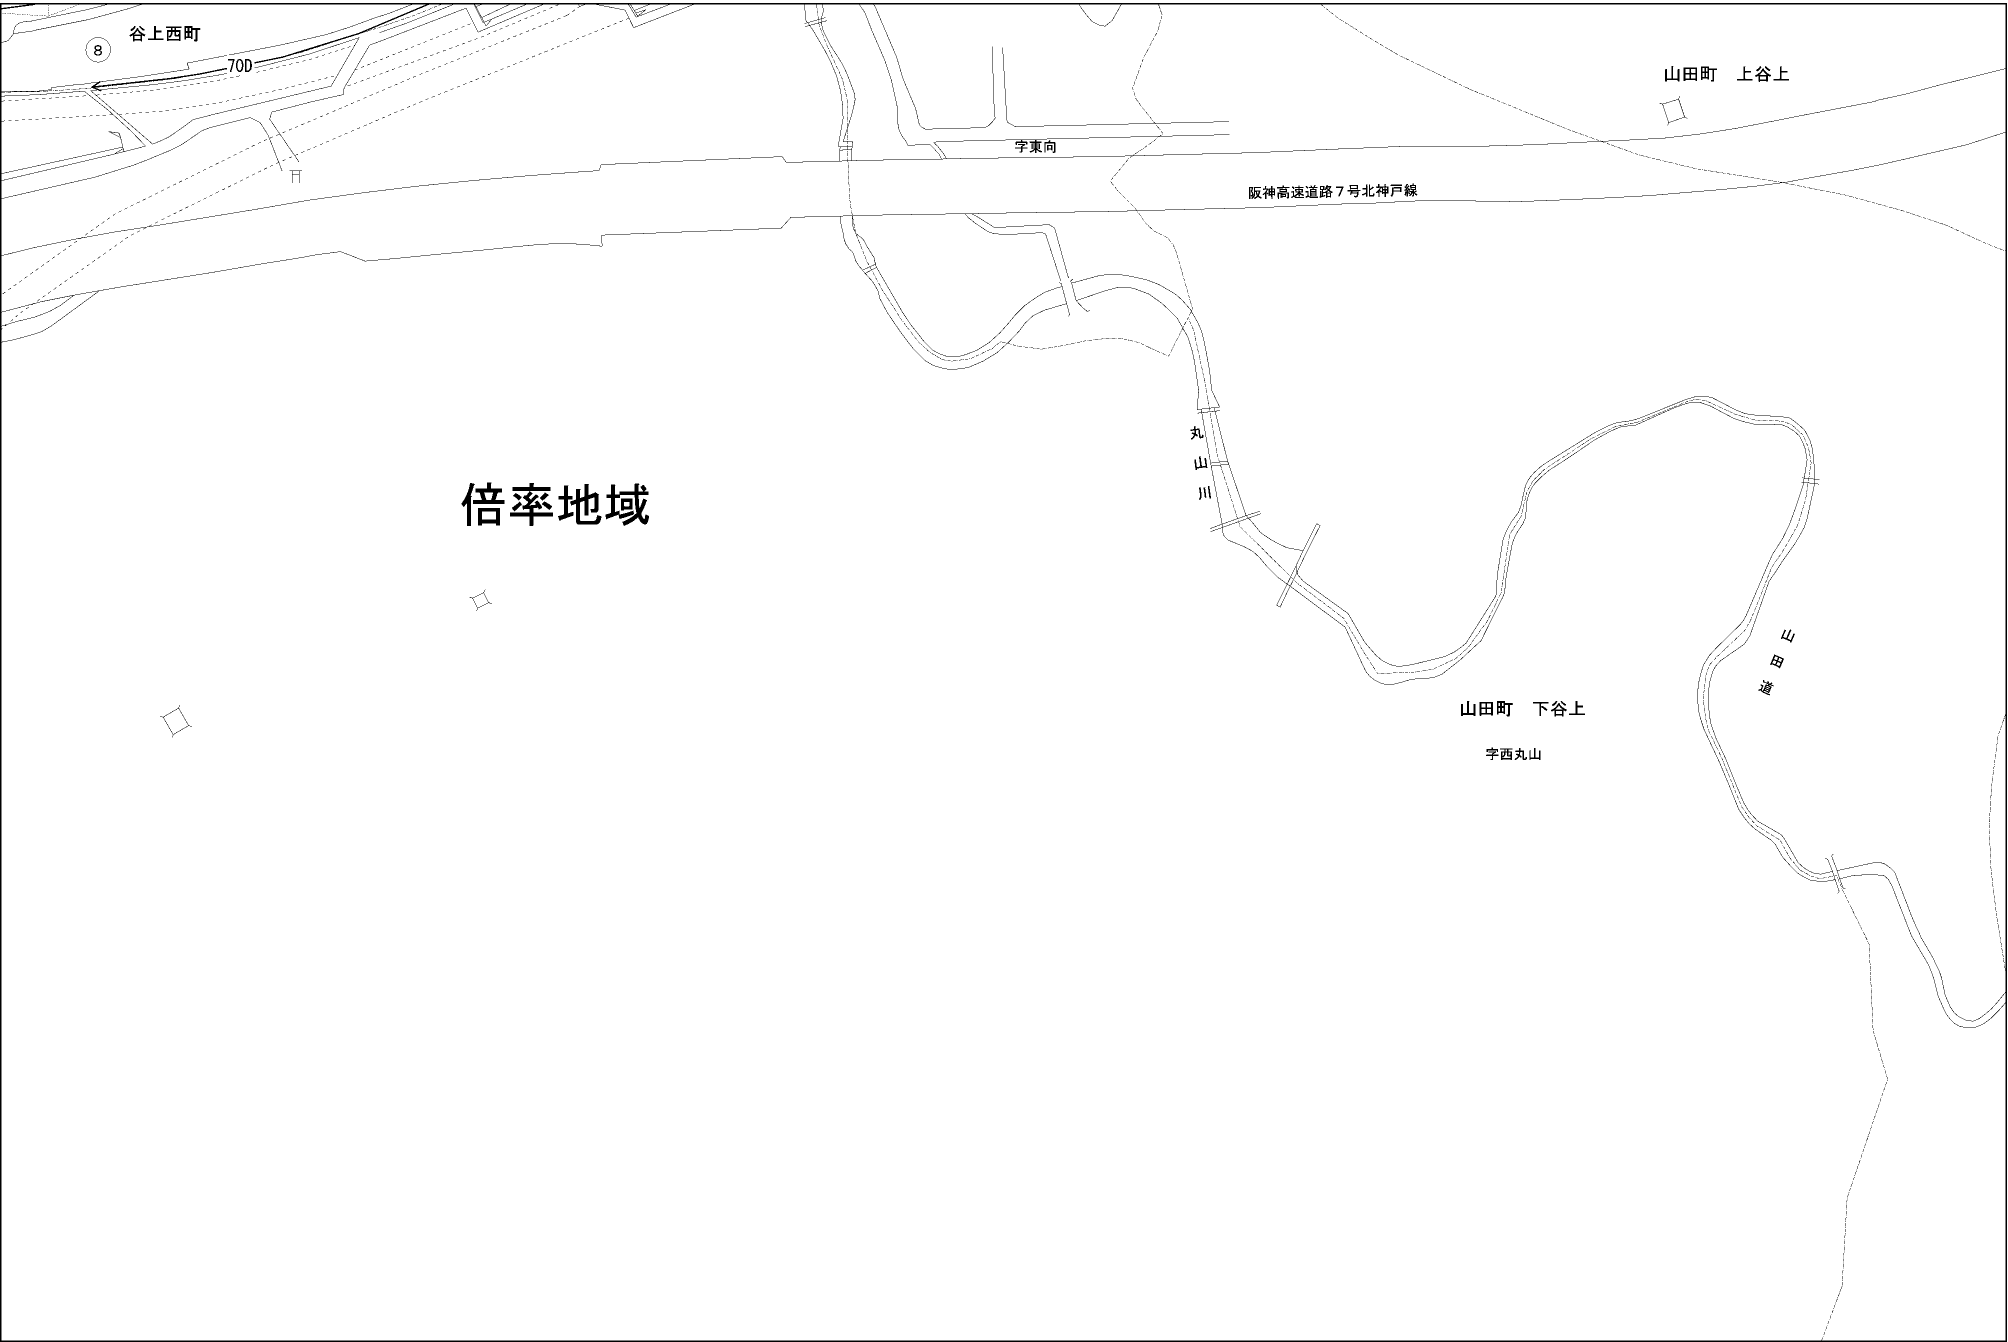 谷上西町
8
70D
山田町　上谷上
字東向
阪神高速道路７号北神戸線
丸山川
倍率地域
山田道
山田町　下谷上
字西丸山